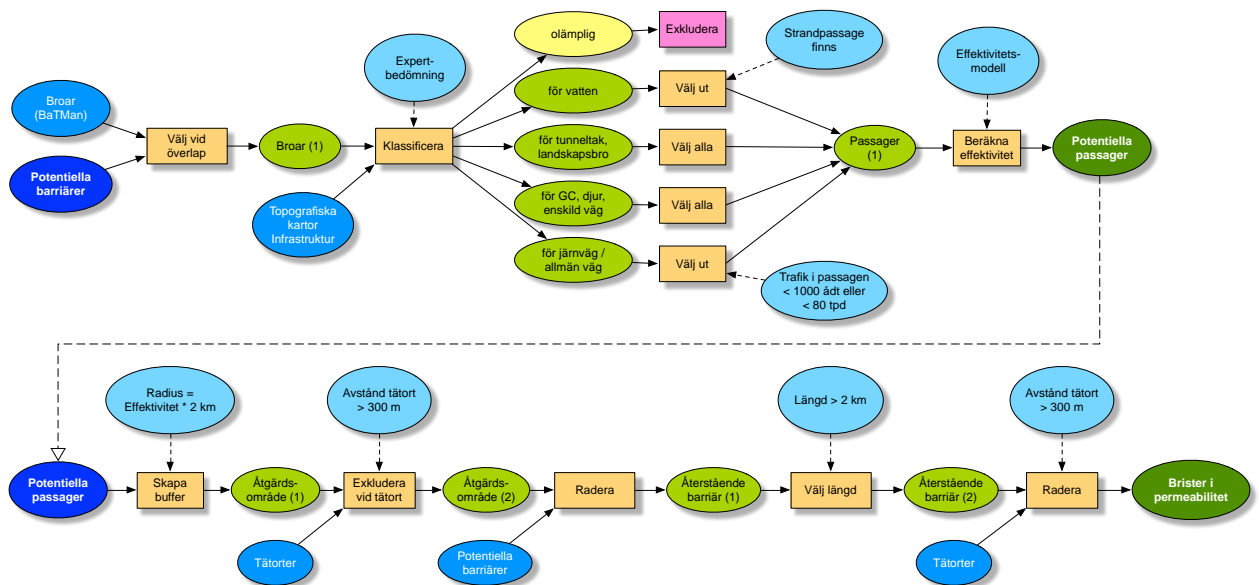 olämplig
Exkludera
Strandpassage
finns
Expert-
bedömning
Effektivitets-
modell
Broar
(BaTMan)
för vatten
Välj ut
Välj vid
överlap
Broar (1)
Klassificera
för tunneltak,
landskapsbro
Välj alla
Passager
(1)
Beräkna
effektivitet
Potentiella
passager
Potentiella
barriärer
för GC, djur,
enskild väg
Välj alla
Topografiska
kartor
Infrastruktur
för järnväg /
allmän väg
Välj ut
Trafik i passagen
< 1000 ådt eller
< 80 tpd
Radius =
Effektivitet * 2 km
Avstånd tätort
> 300 m
Längd > 2 km
Avstånd tätort
> 300 m
Potentiella
passager
Skapa
buffer
Åtgärds-
område (1)
Exkludera
vid tätort
Åtgärds-
område (2)
Radera
Återstående
barriär (1)
Välj längd
Återstående
barriär (2)
Radera
Brister i
permeabilitet
Tätorter
Potentiella
barriärer
Tätorter